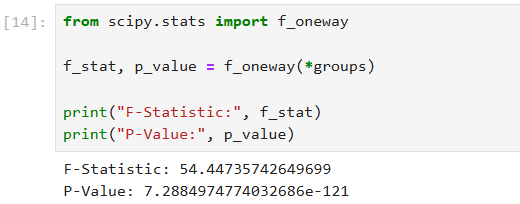 [14]:
from scipy.stats import f_oneway
f_stat, p_value = f_oneway(*groups)
print("F-Statistic:", f_stat)
print("P-Value:", p_value)
F-Statistic: 54.44735742649699
P-Value: 7.2884974774032686e-121